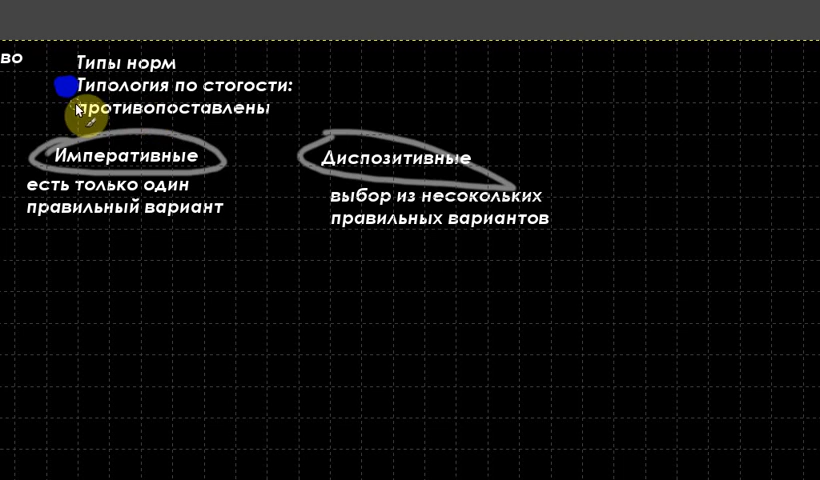 во
Типы норм
Типология по стогости:
противопоставлены
Императивные
Диспозитивные
есть только один
правильный вариант
выбор из несокольких
правильных вариантов